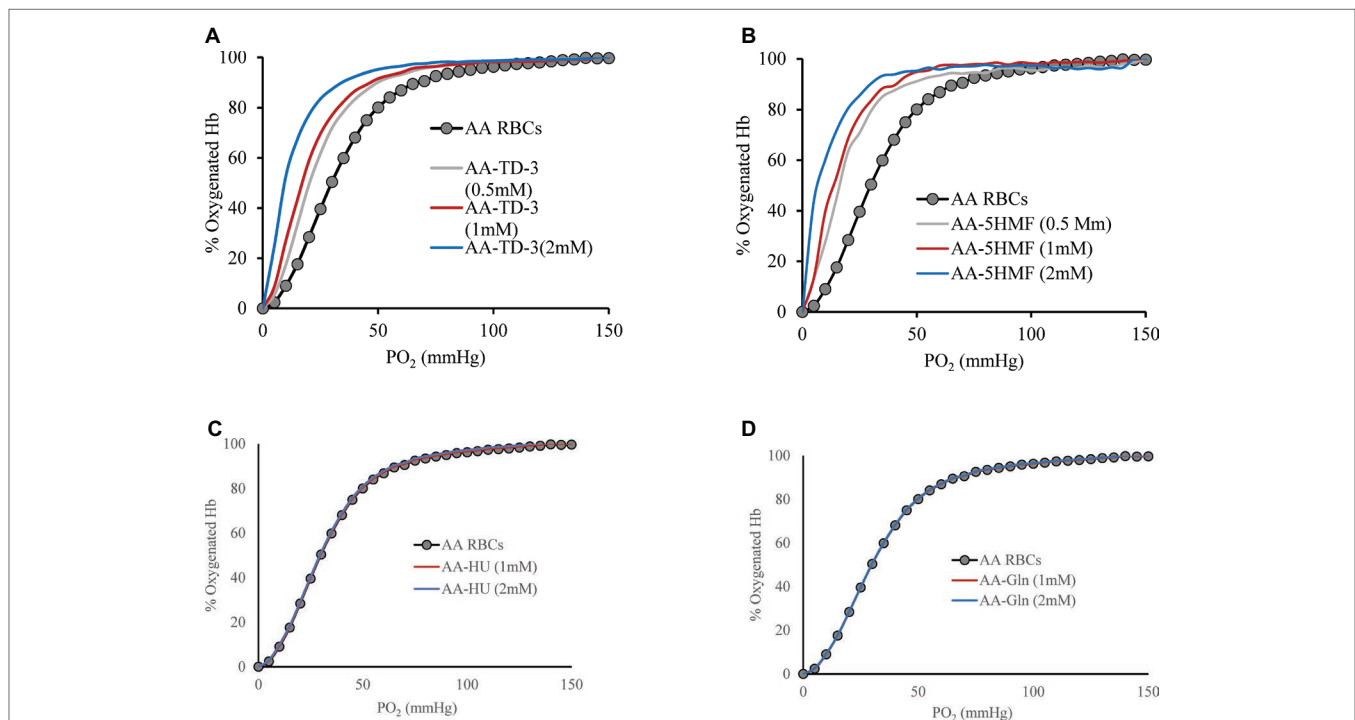 A
100
80
60
40
20
0
% Oxygenated Hb
AA RBCs
AA-TD-3
(0.5mM)
AA-TD-3
(1mM)
AA-TD-3(2mM)
0 50 100 150
PO2 (mmHg)
B
100
80
60
40
20
0
% Oxygenated Hb
AA RBCs
AA-5HMF (0.5 Mm)
AA-5HMF (1mM)
AA-5HMF (2mM)
0 50 100 150
PO2 (mmHg)
C
100
80
60
40
20
0
% Oxygenated Hb
AA RBCs
AA-HU (1mM)
AA-HU (2mM)
0 50 100 150
PO2 (mmHg)
D
100
80
60
40
20
0
% Oxygenated Hb
AA RBCs
AA-Gln (1mM)
AA-Gln (2mM)
0 50 100 150
PO2 (mmHg)